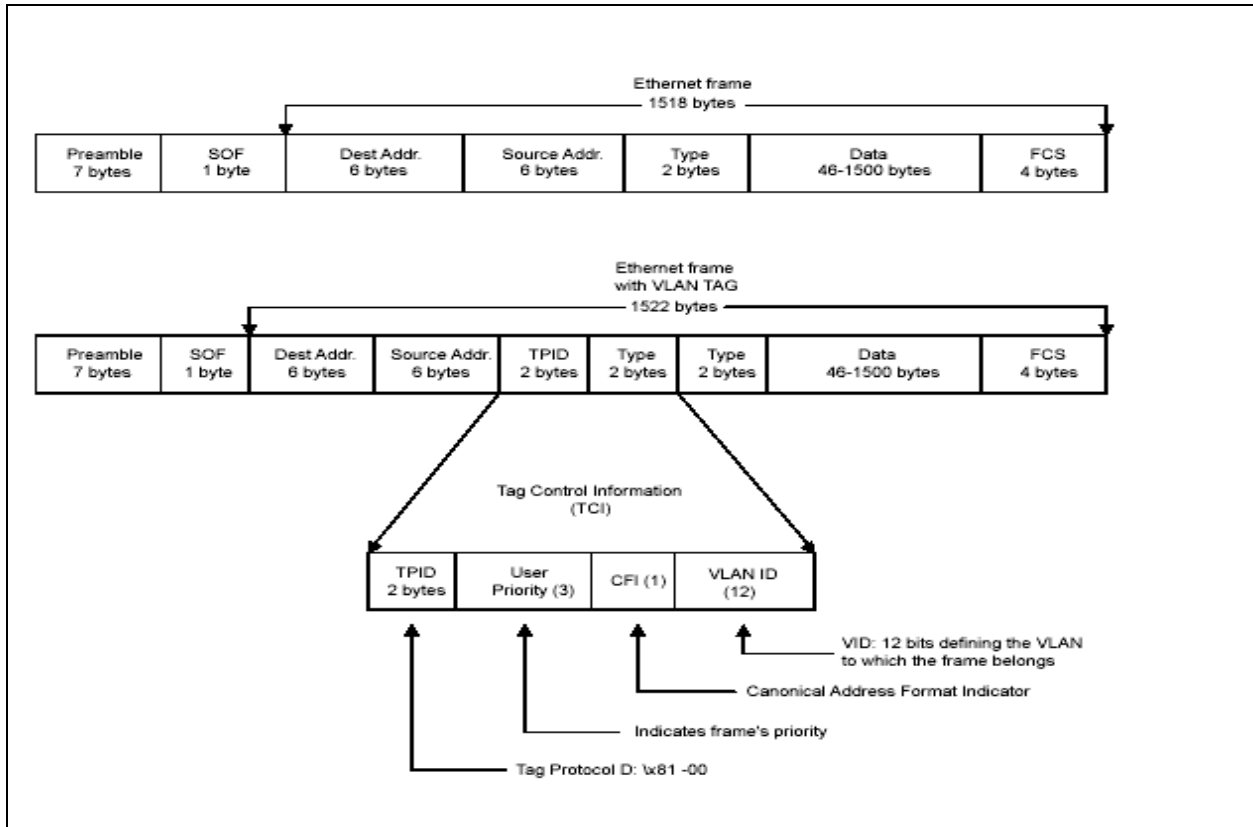 Ethernet frame
1518 bytes
Preamble
7 bytes
SOF
1 byte
Dest Addr.
6 bytes
Source Addr.
6 bytes
Type
2 bytes
Data
46-1500 bytes
FCS
4 bytes
Ethernet frame
with VLAN TAG
1522 bytes
Preamble
7 bytes
SOF
1 byte
Dest Addr.
6 bytes
Source Addr.
6 bytes
TPID
2 bytes
Type
2 bytes
Type
2 bytes
Data
46-1500 bytes
FCS
4 bytes
Tag Control Information
(TCI)
TPID
2 bytes
User
Priority (3)
CFI (1)
VLAN ID
(12)
VID: 12 bits defining the VLAN
to which the frame belongs
Canonical Address Format Indicator
Indicates frame's priority
Tag Protocol D: \x81 -00